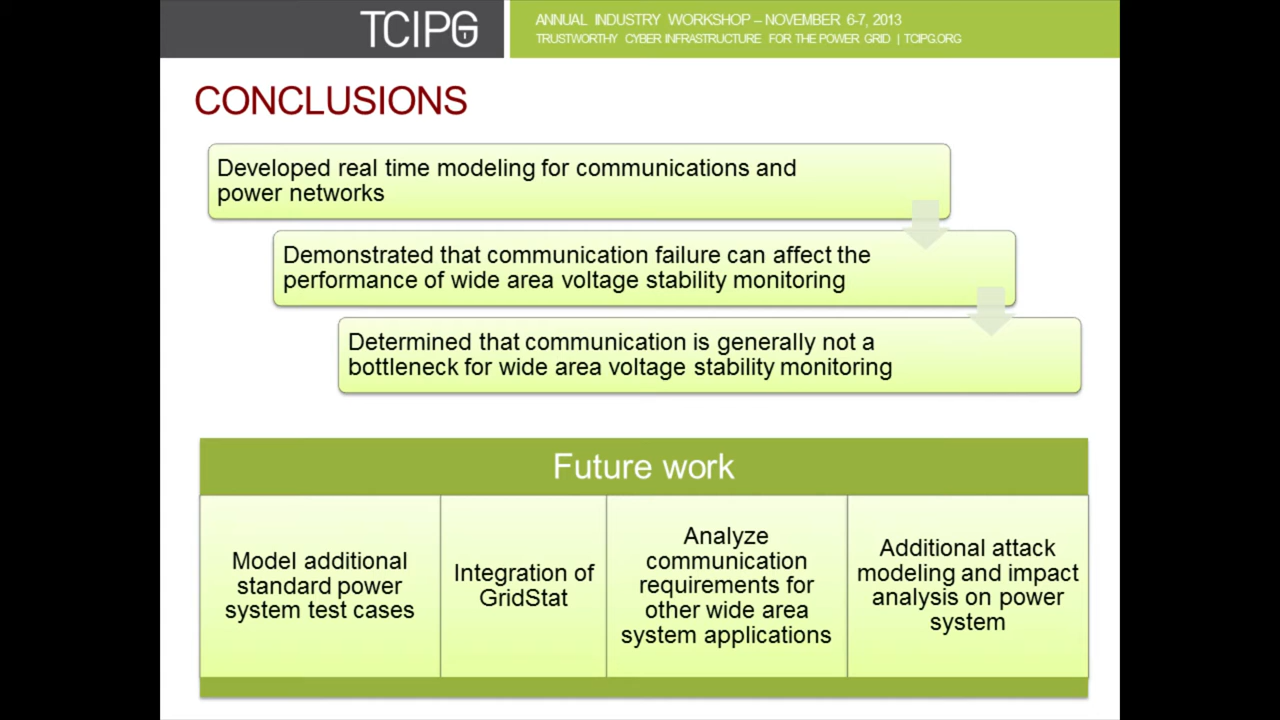 TCIPG
ANNUAL INDUSTRY WORKSHOP – NOVEMBER 6-7, 2013
TRUSTWORTHY CYBER INFRASTRUCTURE FOR THE POWER GRID | TCIPG.ORG
CONCLUSIONS
Developed real time modeling for communications and
power networks
Demonstrated that communication failure can affect the
performance of wide area voltage stability monitoring
Determined that communication is generally not a
bottleneck for wide area voltage stability monitoring
Future work
Model additional
standard power
system test cases
Integration of
GridStat
Analyze
communication
requirements for
other wide area
system applications
Additional attack
modeling and impact
analysis on power
system